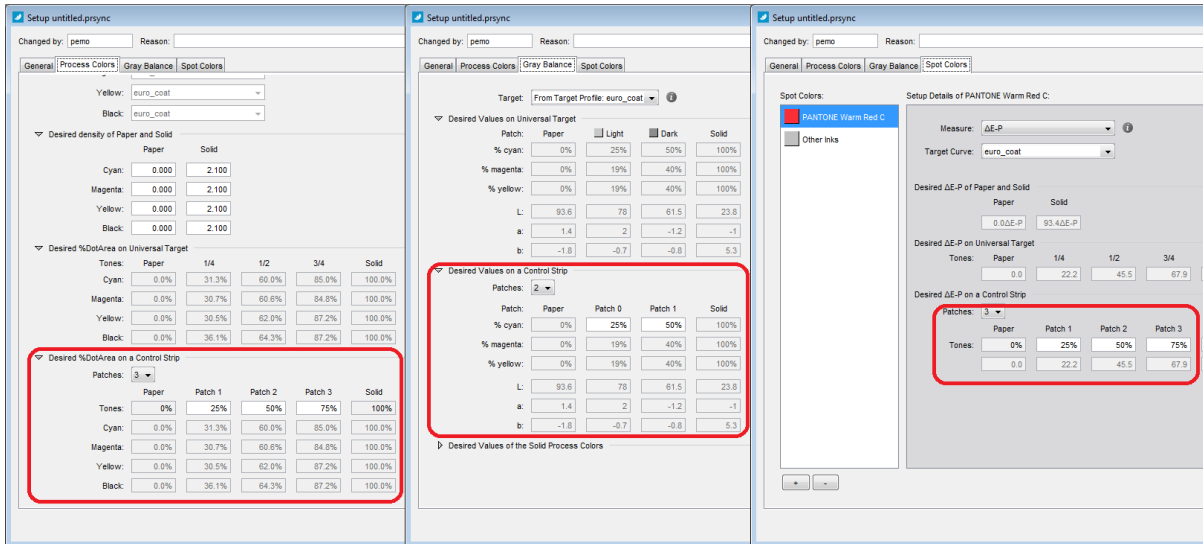 Setup untitled.prsync
Changed by: pemo Reason:
General Process Colors Gray Balance Spot Colors
Yellow: euro_coat
Black: euro_coat
Desired density of Paper and Solid
Paper Solid
Cyan: 0.000 2.100
Magenta: 0.000 2.100
Yellow: 0.000 2.100
Black: 0.000 2.100
Desired %DotArea on Universal Target
Tones: Paper 1/4 1/2 3/4 Solid
Cyan: 0.0% 31.3% 60.0% 85.0% 100.0%
Magenta: 0.0% 30.7% 60.6% 84.8% 100.0%
Yellow: 0.0% 30.5% 62.0% 87.2% 100.0%
Black: 0.0% 36.1% 64.3% 87.2% 100.0%
Desired %DotArea on a Control Strip
Patches: 3
Paper Patch 1 Patch 2 Patch 3 Solid
Tones: 0% 25% 50% 75% 100%
Cyan: 0.0% 31.3% 60.0% 85.0% 100.0%
Magenta: 0.0% 30.7% 60.6% 84.8% 100.0%
Yellow: 0.0% 30.5% 62.0% 87.2% 100.0%
Black: 0.0% 36.1% 64.3% 87.2% 100.0%
Setup untitled.prsync
Changed by: pemo Reason:
General Process Colors Gray Balance Spot Colors
Target: From Target Profile: euro_coat
Desired Values on Universal Target
Patch: Paper Light Dark Solid
% cyan: 0% 25% 50% 100%
% magenta: 0% 19% 40% 100%
% yellow: 0% 19% 40% 100%
L: 93.6 78 61.5 23.8
a: 1.4 2 -1.2 -1
b: -1.8 -0.7 -0.8 5.3
Desired Values on a Control Strip
Patches: 2
Patch: Paper Patch 0 Patch 1 Solid
% cyan: 0% 25% 50% 100%
% magenta: 0% 19% 40% 100%
% yellow: 0% 19% 40% 100%
L: 93.6 78 61.5 23.8
a: 1.4 2 -1.2 -1
b: -1.8 -0.7 -0.8 5.3
Desired Values of the Solid Process Colors
Setup untitled.prsync
Changed by: pemo Reason:
General Process Colors Gray Balance Spot Colors
Spot Colors:
PANTONE Warm Red C
Other Inks
+ -
Setup Details of PANTONE Warm Red C:
Measure: ΔE-P
Target Curve: euro_coat
Desired ΔE-P of Paper and Solid
Paper Solid
0.0ΔE-P 93.4ΔE-P
Desired ΔE-P on Universal Target
Tones: Paper 1/4 1/2 3/4
0.0 22.2 45.5 67.9
Desired ΔE-P on a Control Strip
Patches: 3
Paper Patch 1 Patch 2 Patch 3
Tones: 0% 25% 50% 75%
0.0 22.2 45.5 67.9